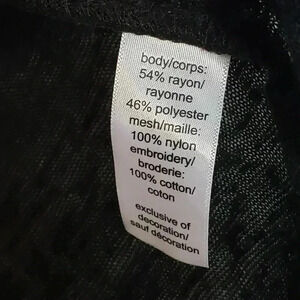 body/corps:
54% rayon/
rayonne
46% polyester
mesh/maille:
100% nylon
embroidery/
broderie:
100% cotton/
coton
exclusive of
decoration/
sauf décoration